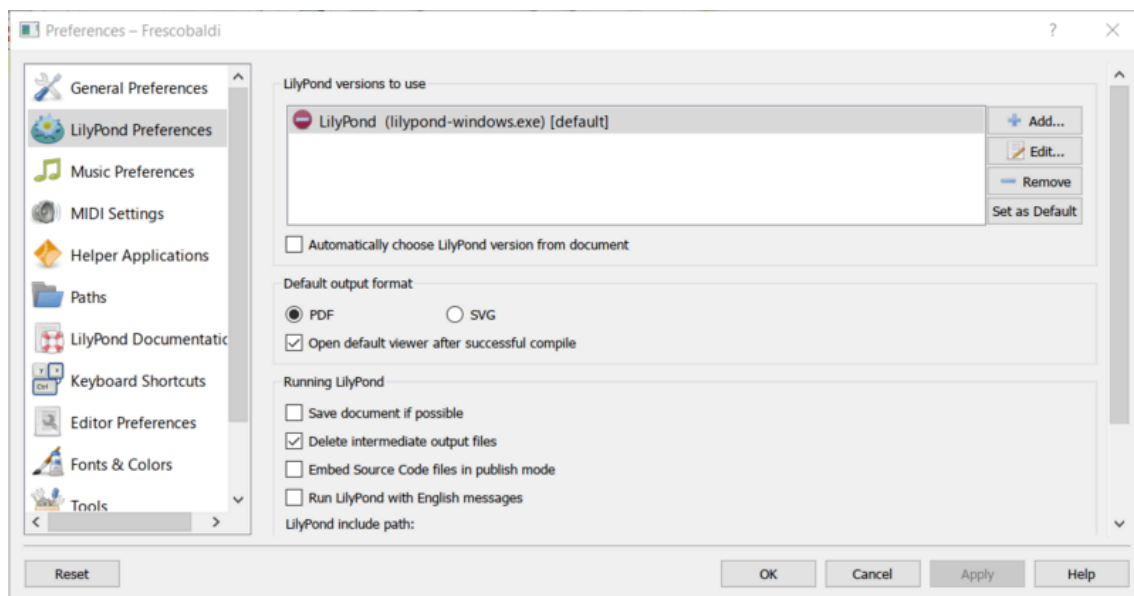 Preferences – Frescobaldi
?
General Preferences
LilyPond Preferences
Music Preferences
MIDI Settings
Helper Applications
Paths
LilyPond Documentatic
Keyboard Shortcuts
Editor Preferences
Fonts & Colors
Tools
LilyPond versions to use
LilyPond (lilypond-windows.exe) [default]
Add...
Edit...
Remove
Set as Default
Automatically choose LilyPond version from document
Default output format
PDF SVG
Open default viewer after successful compile
Running LilyPond
Save document if possible
Delete intermediate output files
Embed Source Code files in publish mode
Run LilyPond with English messages
LilyPond include path:
Reset OK Cancel Apply Help